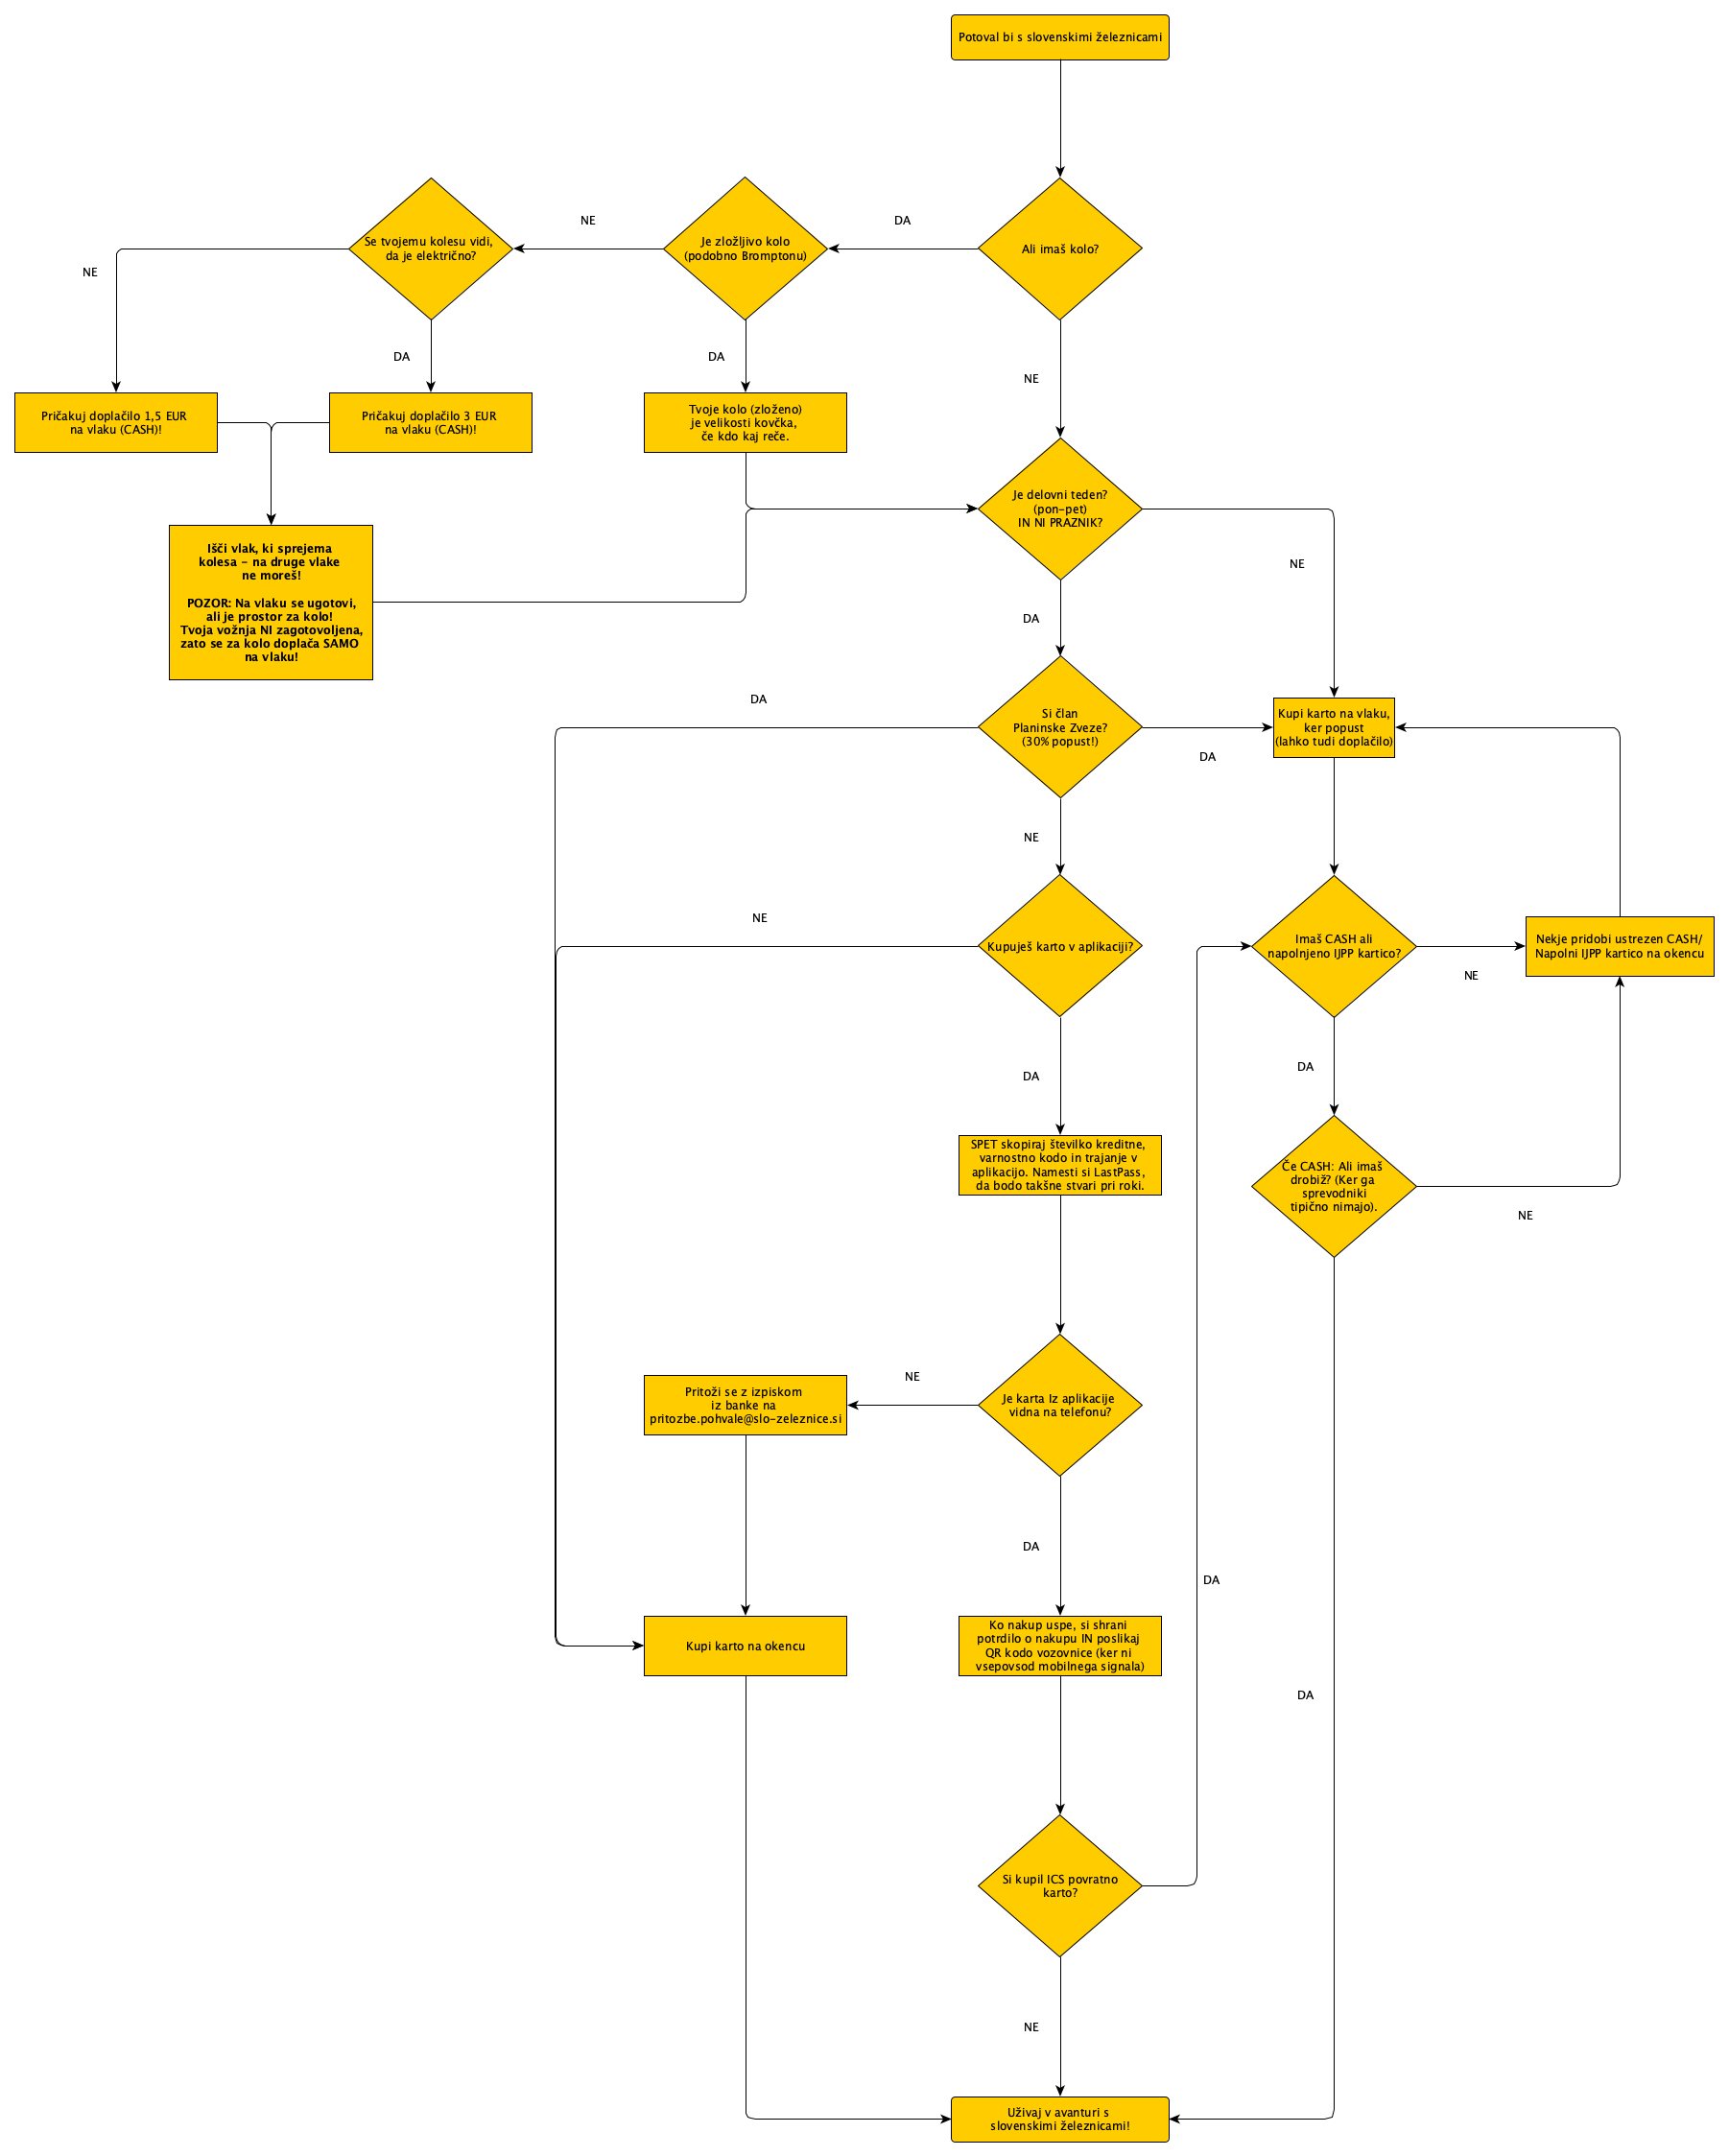 Potoval bi s slovenskimi železnicami
Ali imaš kolo?
DA
NE
Je zložljivo kolo
(podobno Bromptonu)
NE
DA
Se tvojemu kolesu vidi,
da je električno?
NE
DA
Pričakuj doplačilo 1,5 EUR
na vlaku (CASH)!
Pričakuj doplačilo 3 EUR
na vlaku (CASH)!
Tvoje kolo (zloženo)
je velikosti kovčka,
če kdo kaj reče.
Išči vlak, ki sprejema
kolesa - na druge vlake
ne moreš!
POZOR: Na vlaku se ugotovi,
ali je prostor za kolo!
Tvoja vožnja NI zagotovoljena,
zato se za kolo doplača SAMO
na vlaku!
Je delovni teden?
(pon-pet)
IN NI PRAZNIK?
NE
DA
Si član
Planinske Zveze?
(30% popust!)
DA
DA
NE
Kupi karto na vlaku,
ker popust
(lahko tudi doplačilo)
Kupuješ karto v aplikaciji?
NE
DA
Imaš CASH ali
napolnjeno IJPP kartico?
NE
DA
Nekje pridobi ustrezen CASH/
Napolni IJPP kartico na okencu
SPET skopiraj številko kreditne,
varnostno kodo in trajanje v
aplikacijo. Namesti si LastPass,
da bodo takšne stvari pri roki.
Če CASH: Ali imaš
drobiž? (Ker ga
sprevodniki
tipično nimajo).
NE
DA
Je karta Iz aplikacije
vidna na telefonu?
NE
DA
Pritoži se z izpiskom
iz banke na
pritozbe.pohvale@slo-zeleznice.si
Kupi karto na okencu
Ko nakup uspe, si shrani
potrdilo o nakupu IN poslikaj
QR kodo vozovnice (ker ni
vsepovsod mobilnega signala)
Si kupil ICS povratno
karto?
DA
NE
Uživaj v avanturi s
slovenskimi železnicami!